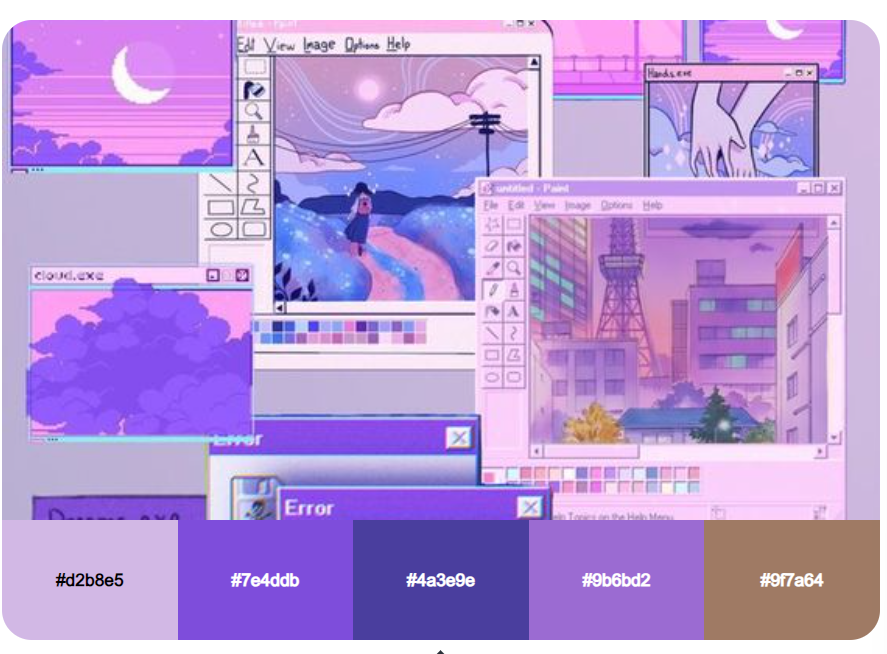 Edit View Image Options Help
Hands.exe
untitled - Paint
File Edit View Image Options Help
A
A
cloud.exe
Error
Error
Help Topics on the Help Menu.
#d2b8e5
#7e4ddb
#4a3e9e
#9b6bd2
#9f7a64